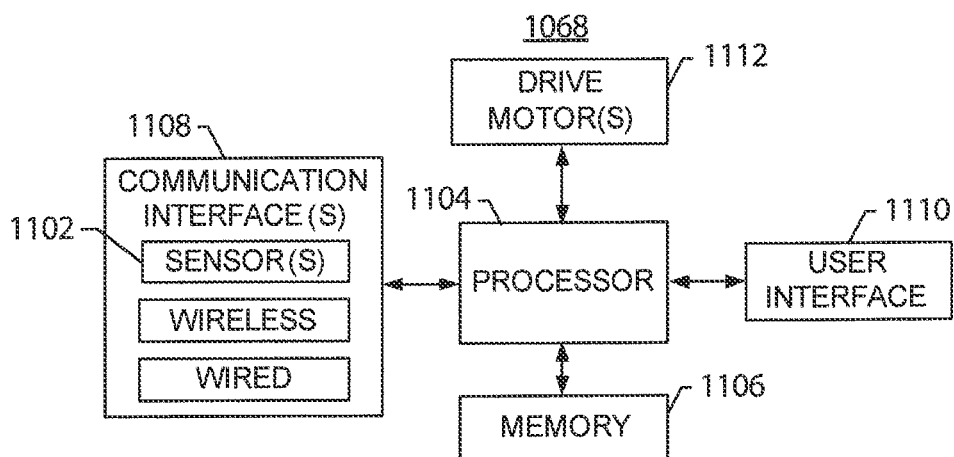 1068
1112
DRIVE
MOTOR(S)
1108
COMMUNICATION
INTERFACE(S)
1102
SENSOR(S)
WIRELESS
WIRED
1104
PROCESSOR
1110
USER
INTERFACE
1106
MEMORY